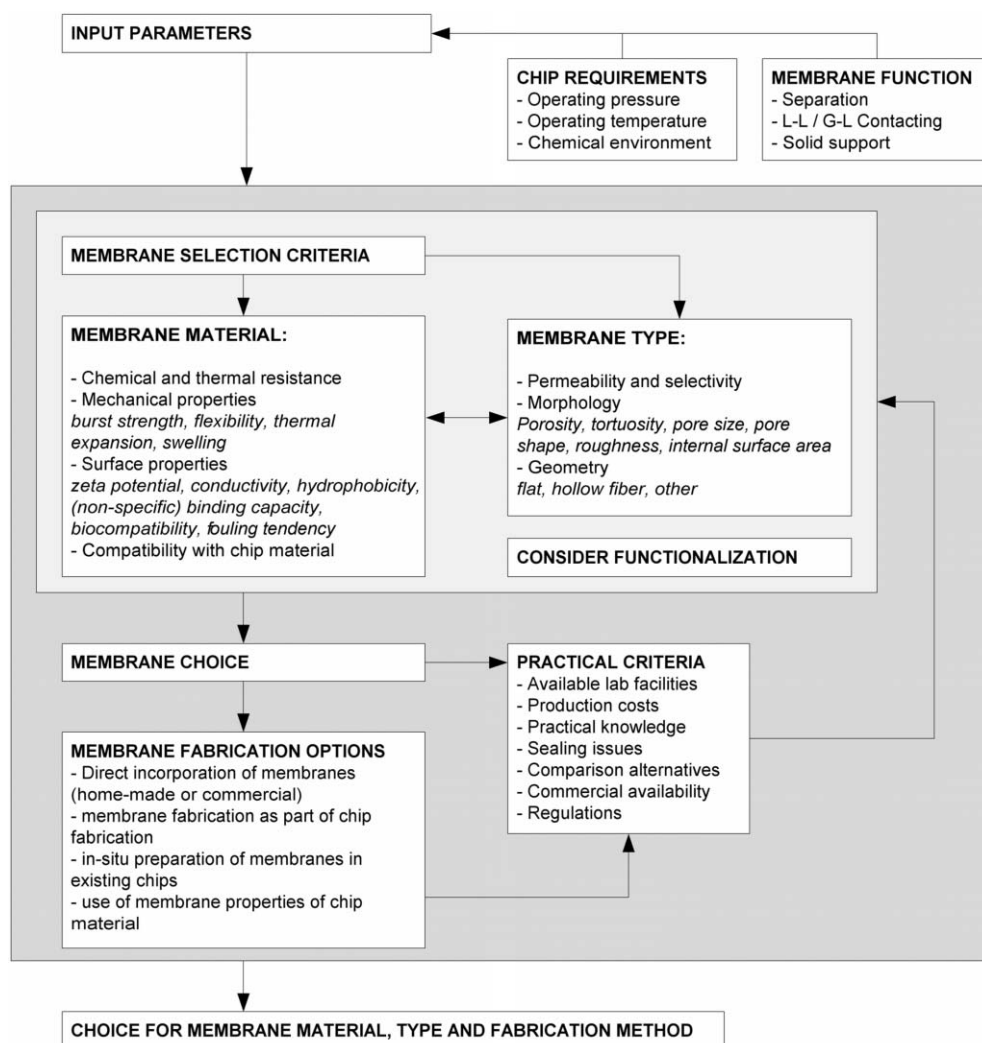 INPUT PARAMETERS
CHIP REQUIREMENTS
- Operating pressure
- Operating temperature
- Chemical environment
MEMBRANE FUNCTION
- Separation
- L-L / G-L Contacting
- Solid support
MEMBRANE SELECTION CRITERIA
MEMBRANE MATERIAL:
- Chemical and thermal resistance
- Mechanical properties
burst strength, flexibility, thermal
expansion, swelling
- Surface properties
zeta potential, conductivity, hydrophobicity,
(non-specific) binding capacity,
biocompatibility, fouling tendency
- Compatibility with chip material
MEMBRANE TYPE:
- Permeability and selectivity
- Morphology
Porosity, tortuosity, pore size, pore
shape, roughness, internal surface area
- Geometry
flat, hollow fiber, other
CONSIDER FUNCTIONALIZATION
MEMBRANE CHOICE
PRACTICAL CRITERIA
- Available lab facilities
- Production costs
- Practical knowledge
- Sealing issues
- Comparison alternatives
- Commercial availability
- Regulations
MEMBRANE FABRICATION OPTIONS
- Direct incorporation of membranes
(home-made or commercial)
- membrane fabrication as part of chip
fabrication
- in-situ preparation of membranes in
existing chips
- use of membrane properties of chip
material
CHOICE FOR MEMBRANE MATERIAL, TYPE AND FABRICATION METHOD